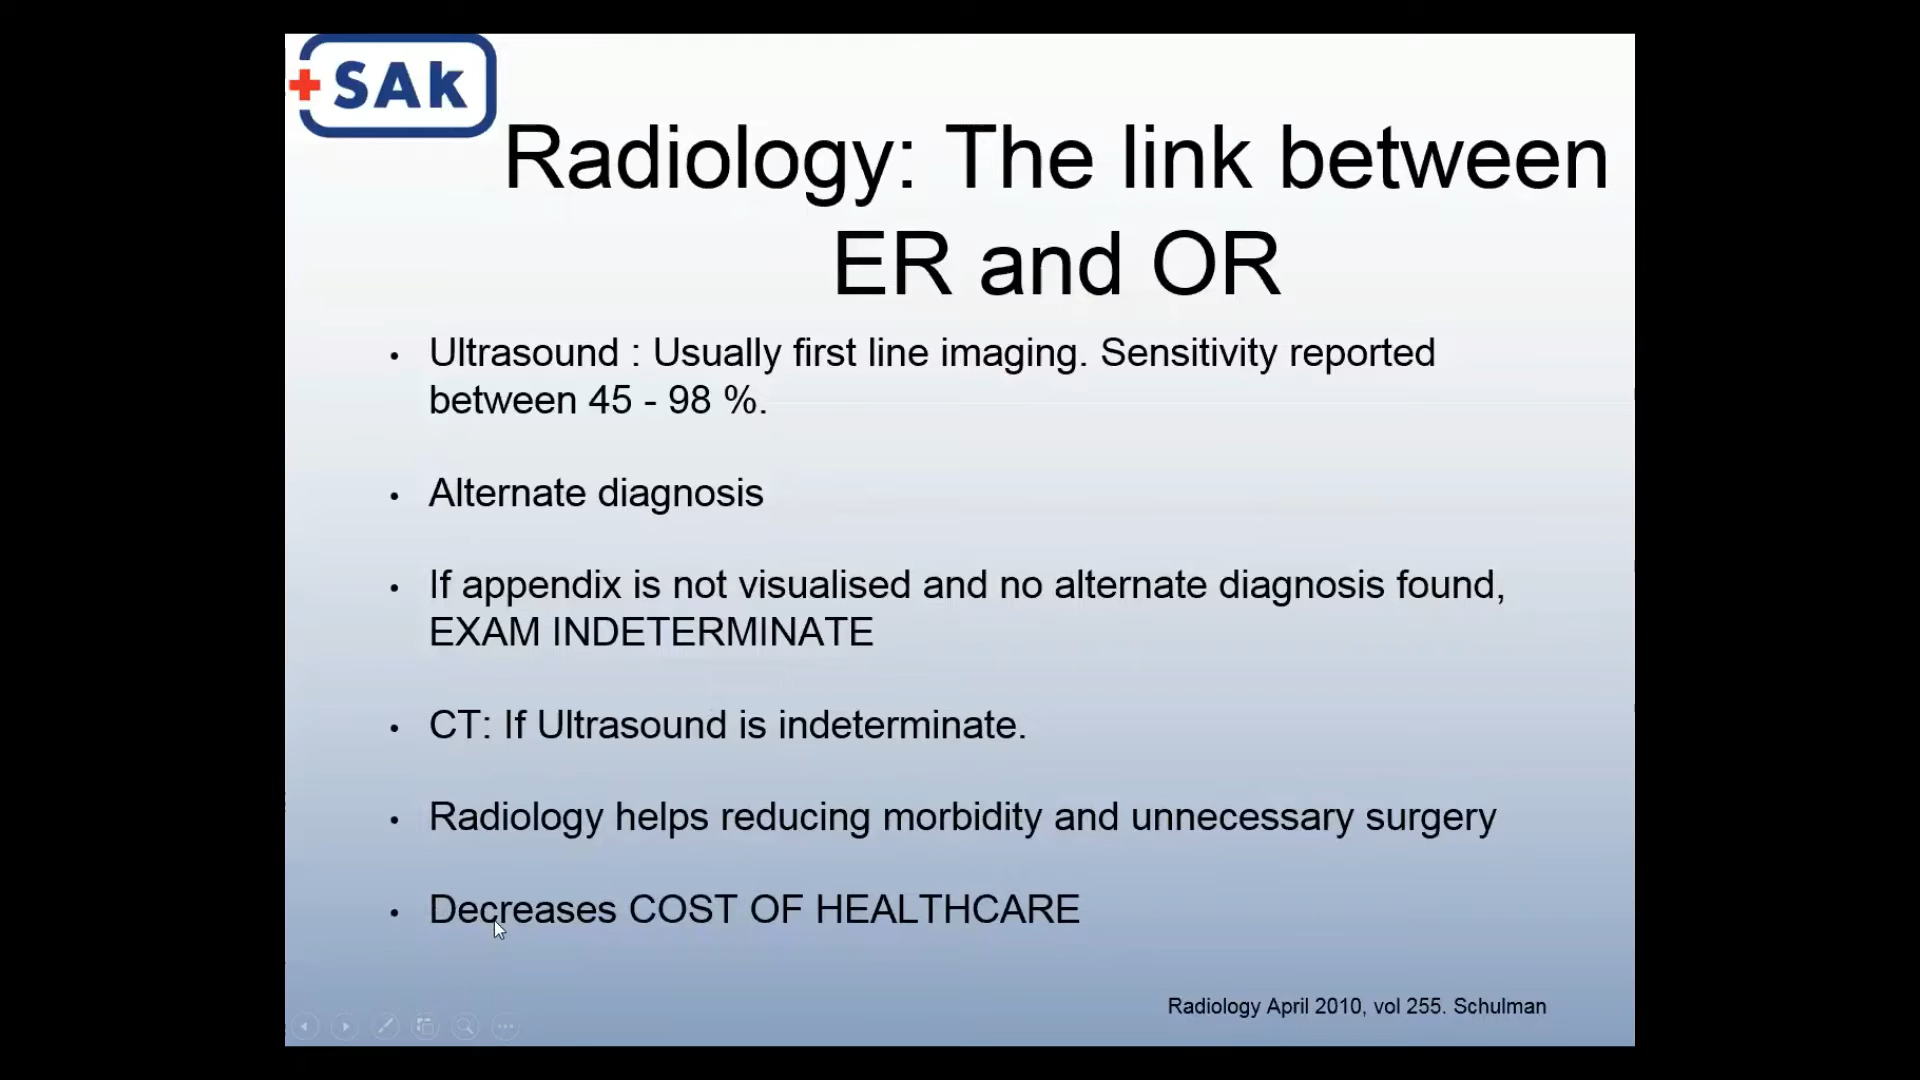 SAk
Radiology: The link between
ER and OR
• Ultrasound : Usually first line imaging. Sensitivity reported
between 45 - 98 %.
• Alternate diagnosis
• If appendix is not visualised and no alternate diagnosis found,
EXAM INDETERMINATE
• CT: If Ultrasound is indeterminate.
• Radiology helps reducing morbidity and unnecessary surgery
• Decreases COST OF HEALTHCARE
Radiology April 2010, vol 255. Schulman